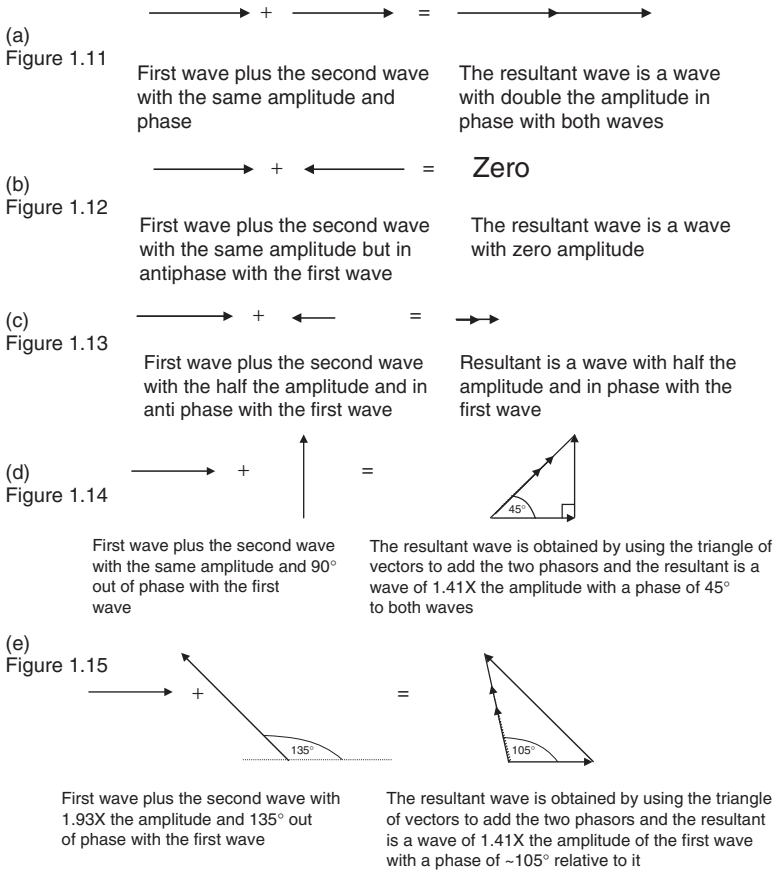 + =
(a)
Figure 1.11
First wave plus the second wave
with the same amplitude and
phase
The resultant wave is a wave
with double the amplitude in
phase with both waves
+ = Zero
(b)
Figure 1.12
First wave plus the second wave
with the same amplitude but in
antiphase with the first wave
The resultant wave is a wave
with zero amplitude
+ =
(c)
Figure 1.13
First wave plus the second wave
with the half the amplitude and in
anti phase with the first wave
Resultant is a wave with half the
amplitude and in phase with the
first wave
(d)
Figure 1.14
+ =
45°
First wave plus the second wave
with the same amplitude and 90°
out of phase with the first
wave
The resultant wave is obtained by using the triangle of
vectors to add the two phasors and the resultant is a
wave of 1.41X the amplitude with a phase of 45°
to both waves
(e)
Figure 1.15
+ =
135°
105°
First wave plus the second wave with
1.93X the amplitude and 135° out
of phase with the first wave
The resultant wave is obtained by using the triangle
of vectors to add the two phasors and the resultant
is a wave of 1.41X the amplitude of the first wave
with a phase of ~105° relative to it